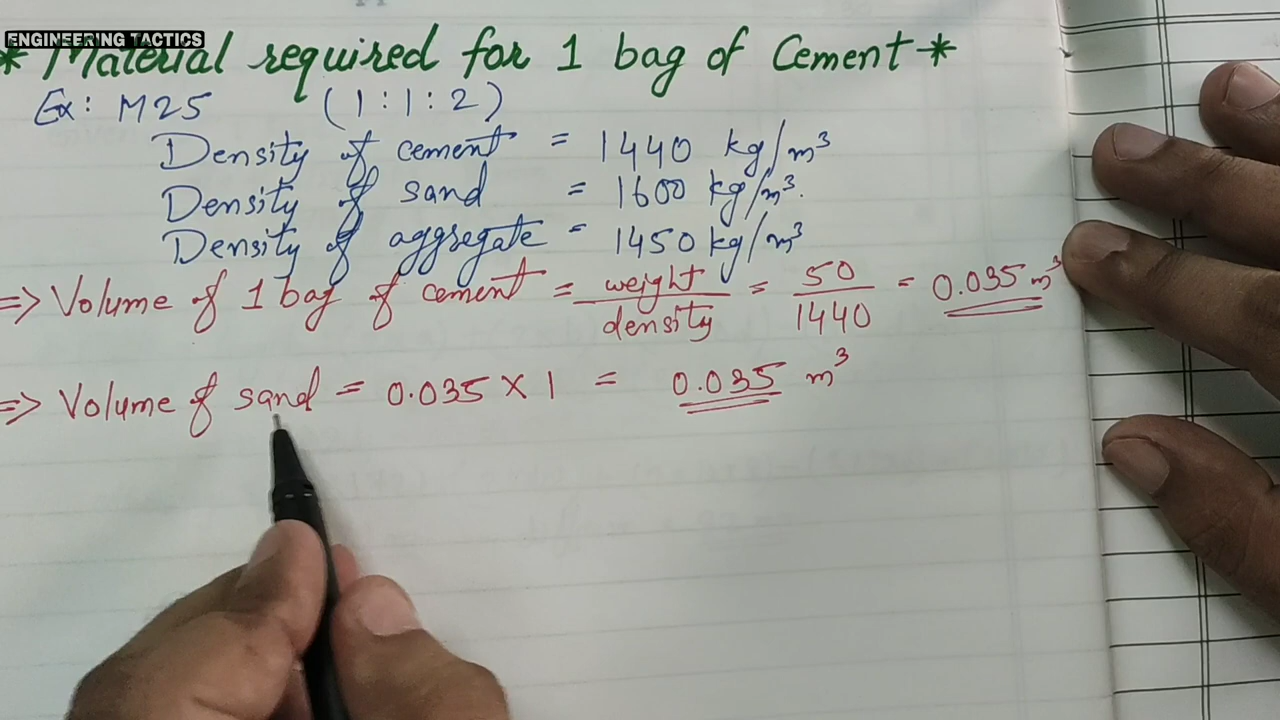 ENGINEERING TACTICS
* Material required for 1 bag of Cement *
Ex: M25 (1:1:2)
Density of cement = 1440 kg/m³
Density of sand = 1600 kg/m³.
Density of aggregate = 1450 kg/m³
=> Volume of 1 bag of cement = weight/density = 50/1440 = 0.035 m³
=> Volume of sand = 0.035 × 1 = 0.035 m³